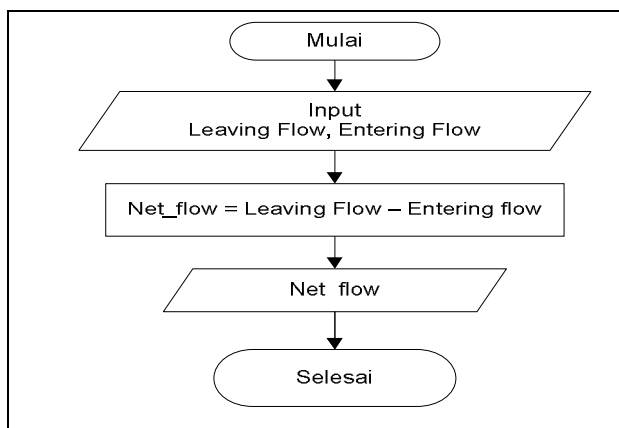 Mulai
Input
Leaving Flow, Entering Flow
Net_flow = Leaving Flow – Entering flow
Net flow
Selesai